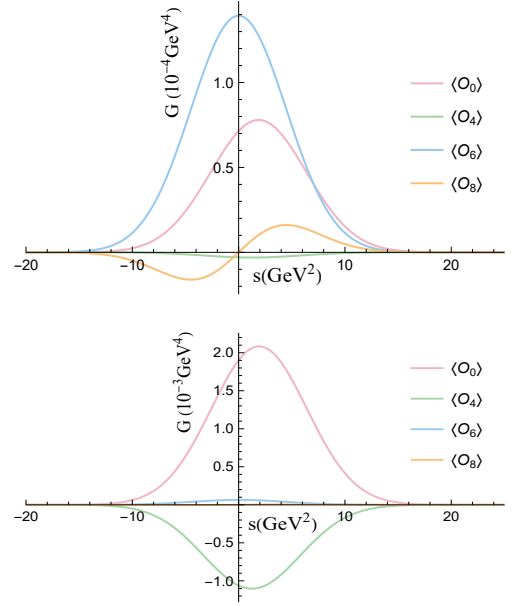 G (10⁻⁴GeV⁴)
1.0
0.5
−20
−10
10
20
s(GeV²)
⟨O₀⟩
⟨O₄⟩
⟨O₆⟩
⟨O₈⟩
G (10⁻³GeV⁴)
2.0
1.5
1.0
0.5
−20
−10
10
20
s(GeV²)
−0.5
−1.0
⟨O₀⟩
⟨O₄⟩
⟨O₆⟩
⟨O₈⟩